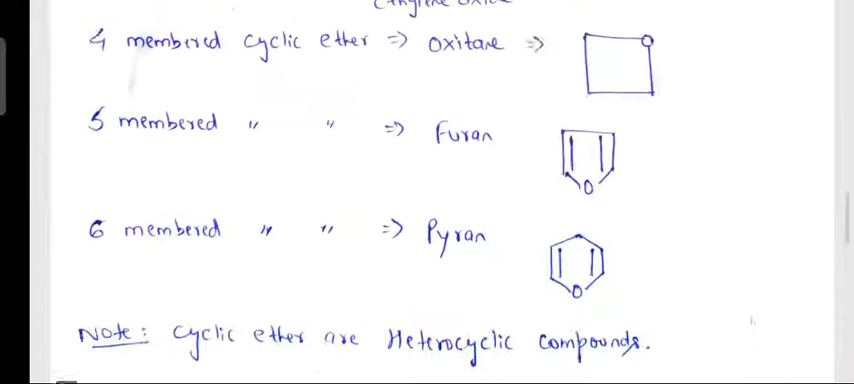 4 membered cyclic ether => oxitane =>
5 membered " " => Furan
O
6 membered " " => Pyran
O
Note: cyclic ether are Heterocyclic compounds.